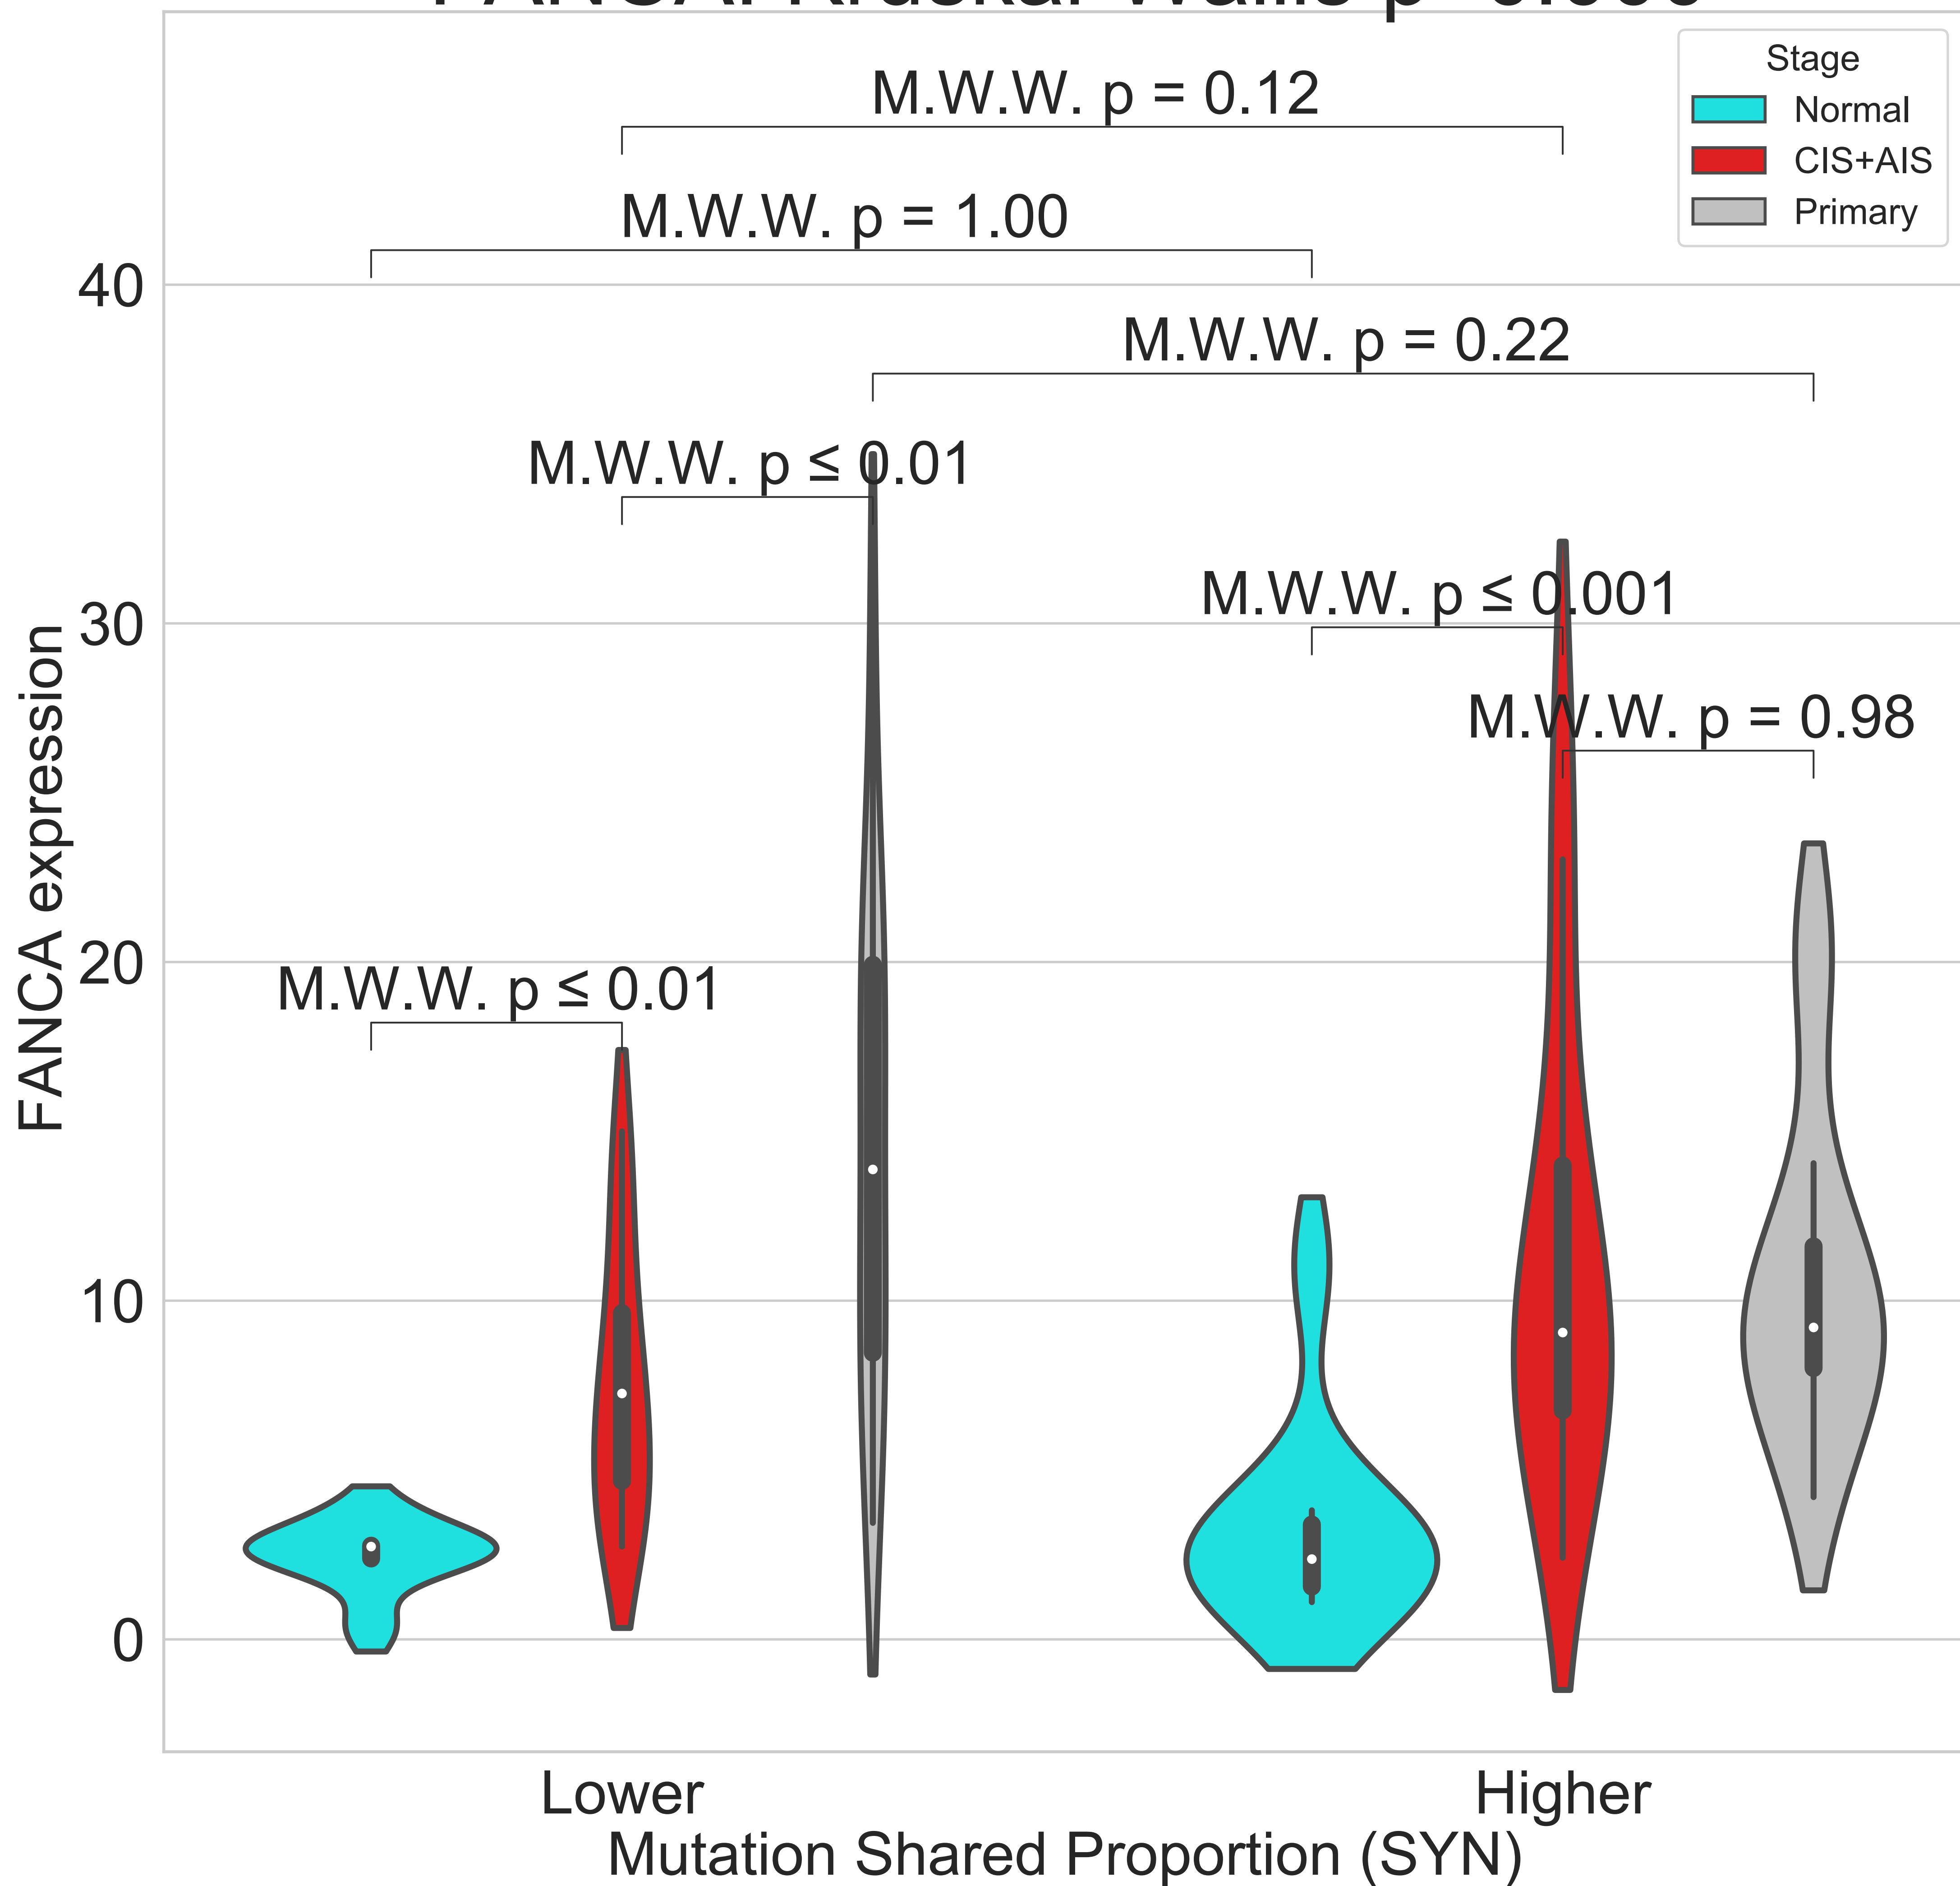 Stage
Normal
CIS+AIS
Primary
M.W.W. p = 0.12
M.W.W. p = 1.00
M.W.W. p = 0.22
M.W.W. p ≤ 0.01
M.W.W. p ≤ 0.001
M.W.W. p = 0.98
M.W.W. p ≤ 0.01
40
30
20
10
0
FANCA expression
Lower
Higher
Mutation Shared Proportion (SYN)